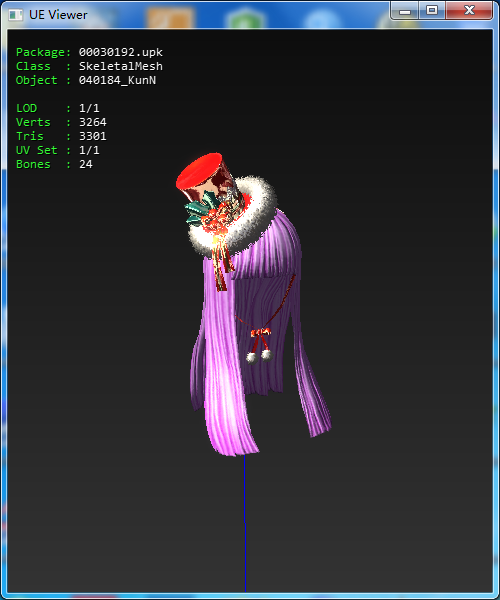 UE Viewer
Package: 00030192.upk
Class : SkeletalMesh
Object : 040184_KunN
LOD : 1/1
Verts : 3264
Tris : 3301
UV Set : 1/1
Bones : 24